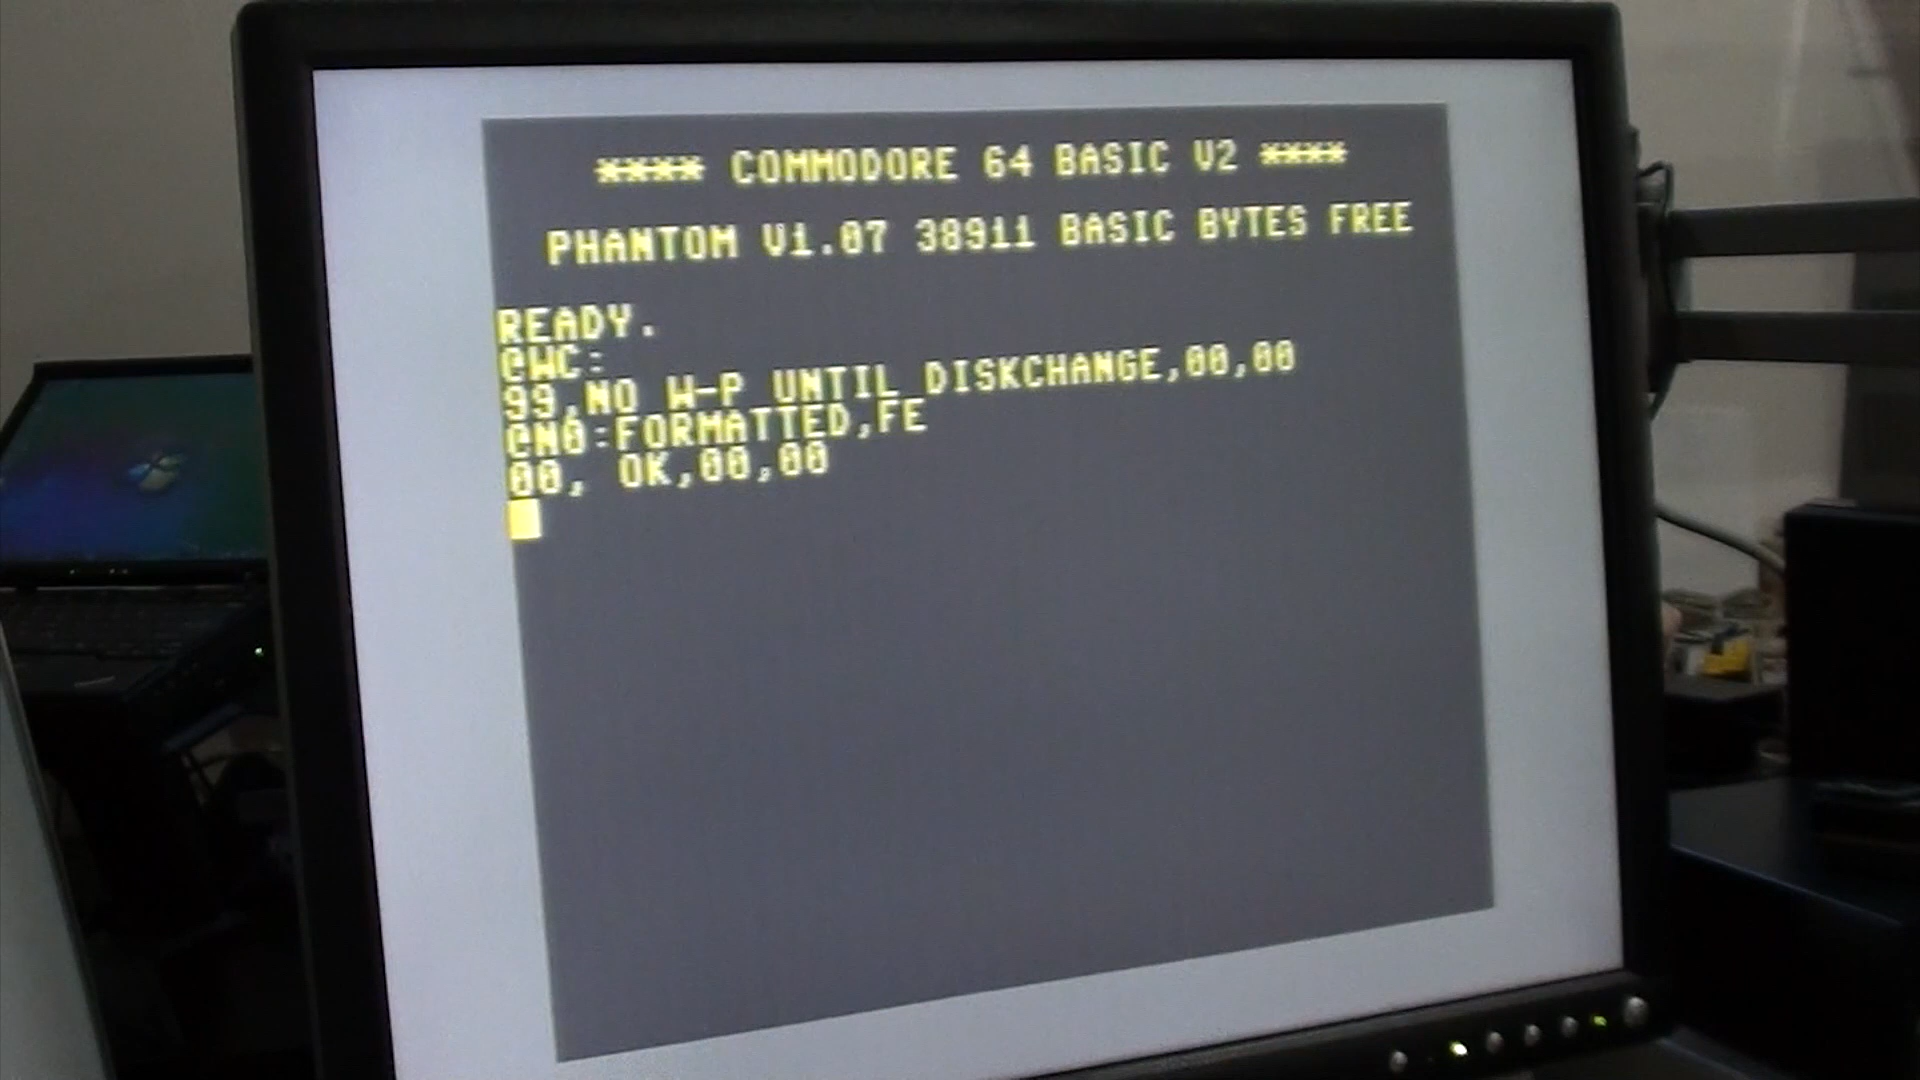 **** COMMODORE 64 BASIC V2 ****
PHANTOM V1.07 38911 BASIC BYTES FREE
READY.
@WC:
99,NO W-P UNTIL DISKCHANGE,00,00
@N0:FORMATTED,FE
00, OK,00,00